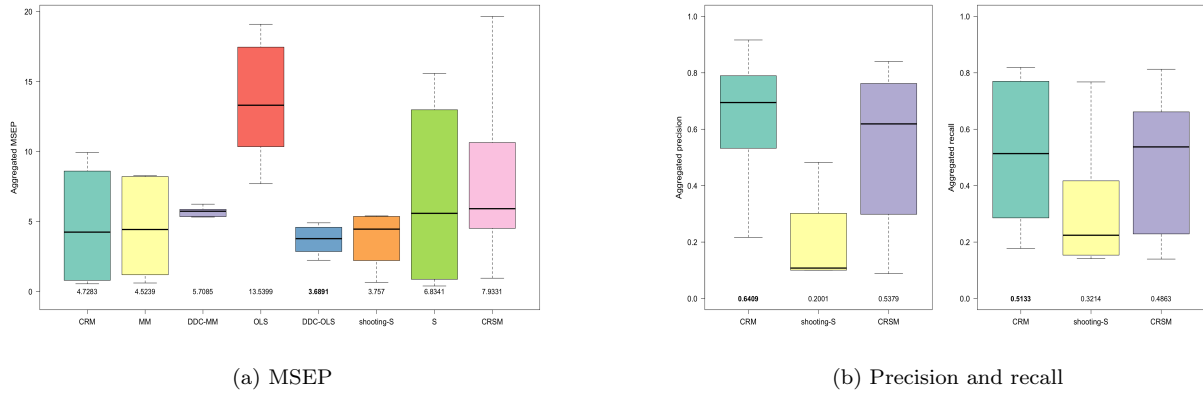 Aggregated MSEP
20
15
10
5
0
4.7283 4.5239 5.7085 13.5399 3.6891 3.757 6.8341 7.9331
CRM MM DDC-MM OLS DDC-OLS shooting-S S CRSM
(a) MSEP
Aggregated precision
1.0
0.8
0.6
0.4
0.2
0.0
0.6409 0.2001 0.5379
CRM shooting-S CRSM
Aggregated recall
1.0
0.8
0.6
0.4
0.2
0.0
0.5133 0.3214 0.4863
CRM shooting-S CRSM
(b) Precision and recall